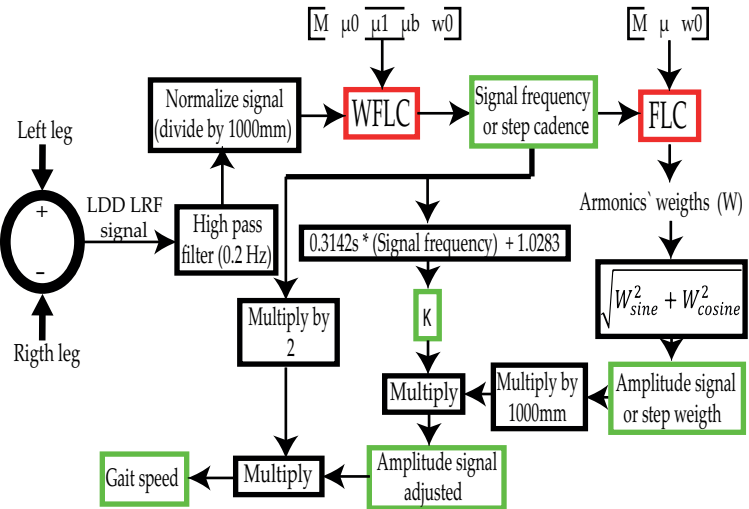 [M μ0 μ1 μb w0]
[M μ w0]
Normalize signal
(divide by 1000mm)
WFLC
Signal frequency
or step cadence
FLC
Left leg
+
-
Rigth leg
LDD LRF
signal
High pass
filter (0.2 Hz)
Armonics` weigths (W)
0.3142s * (Signal frequency) + 1.0283
√W²sine + W²cosine
K
Multiply by
2
Multiply
Multiply by
1000mm
Amplitude signal
or step weigth
Gait speed
Multiply
Amplitude signal
adjusted